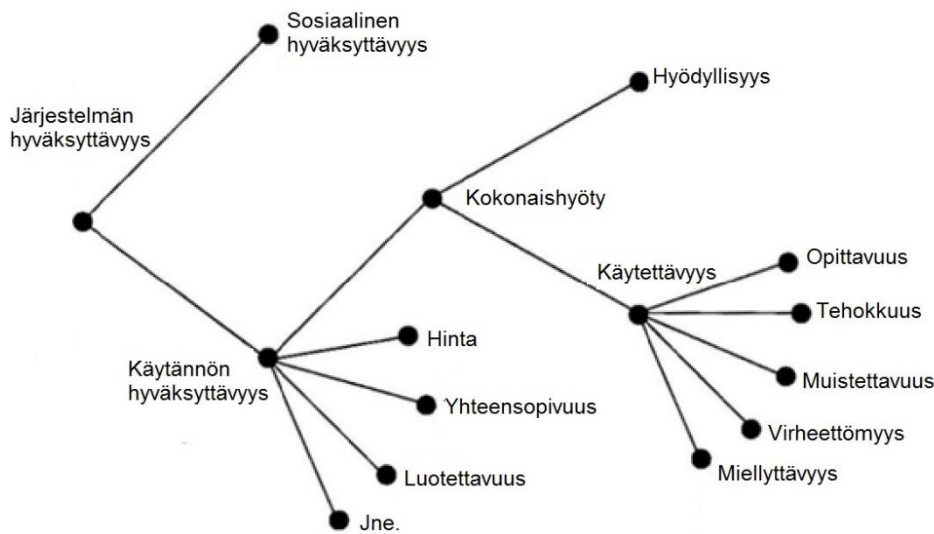 Sosiaalinen
hyväksyttävyys
Hyödyllisyys
Järjestelmän
hyväksyttävyys
Kokonaishyöty
Käytettävyys
Opittavuus
Tehokkuus
Hinta
Käytännön
hyväksyttävyys
Muistettavuus
Yhteensopivuus
Virheettömyys
Miellyttävyys
Luotettavuus
Jne.